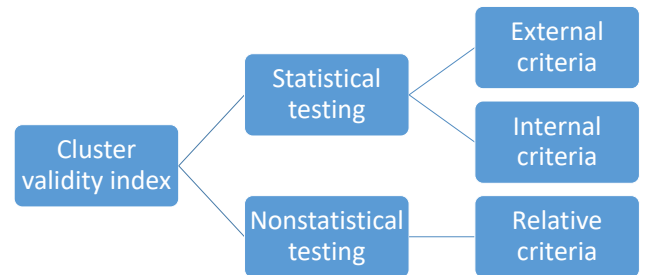 External
criteria
Statistical
testing
Internal
criteria
Cluster
validity index
Nonstatistical
testing
Relative
criteria